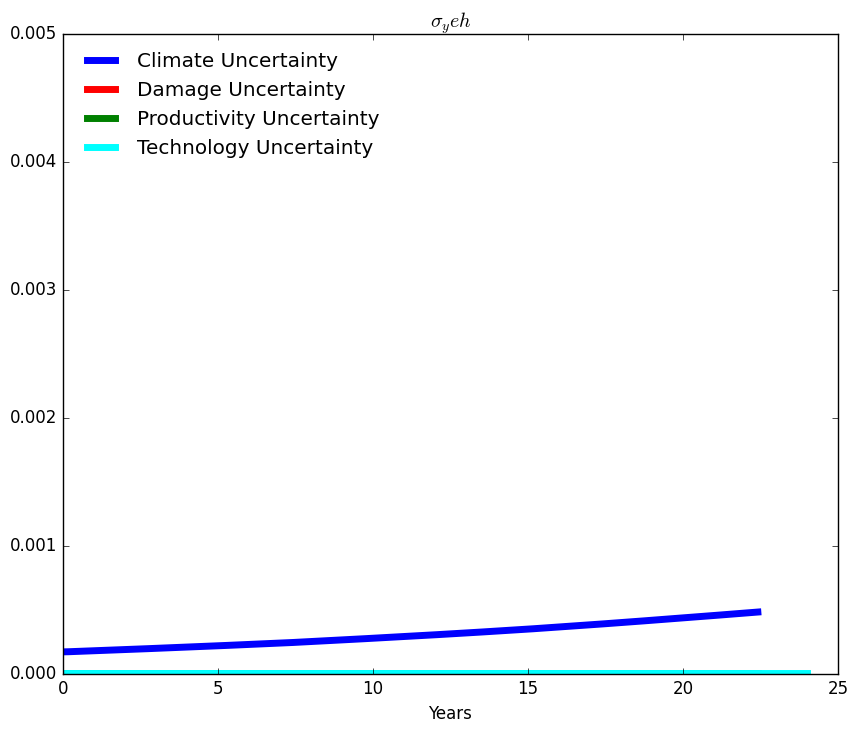 σ_y eh
0.005
Climate Uncertainty
Damage Uncertainty
Productivity Uncertainty
Technology Uncertainty
0.004
0.003
0.002
0.001
0.000
0 5 10 15 20 25
Years